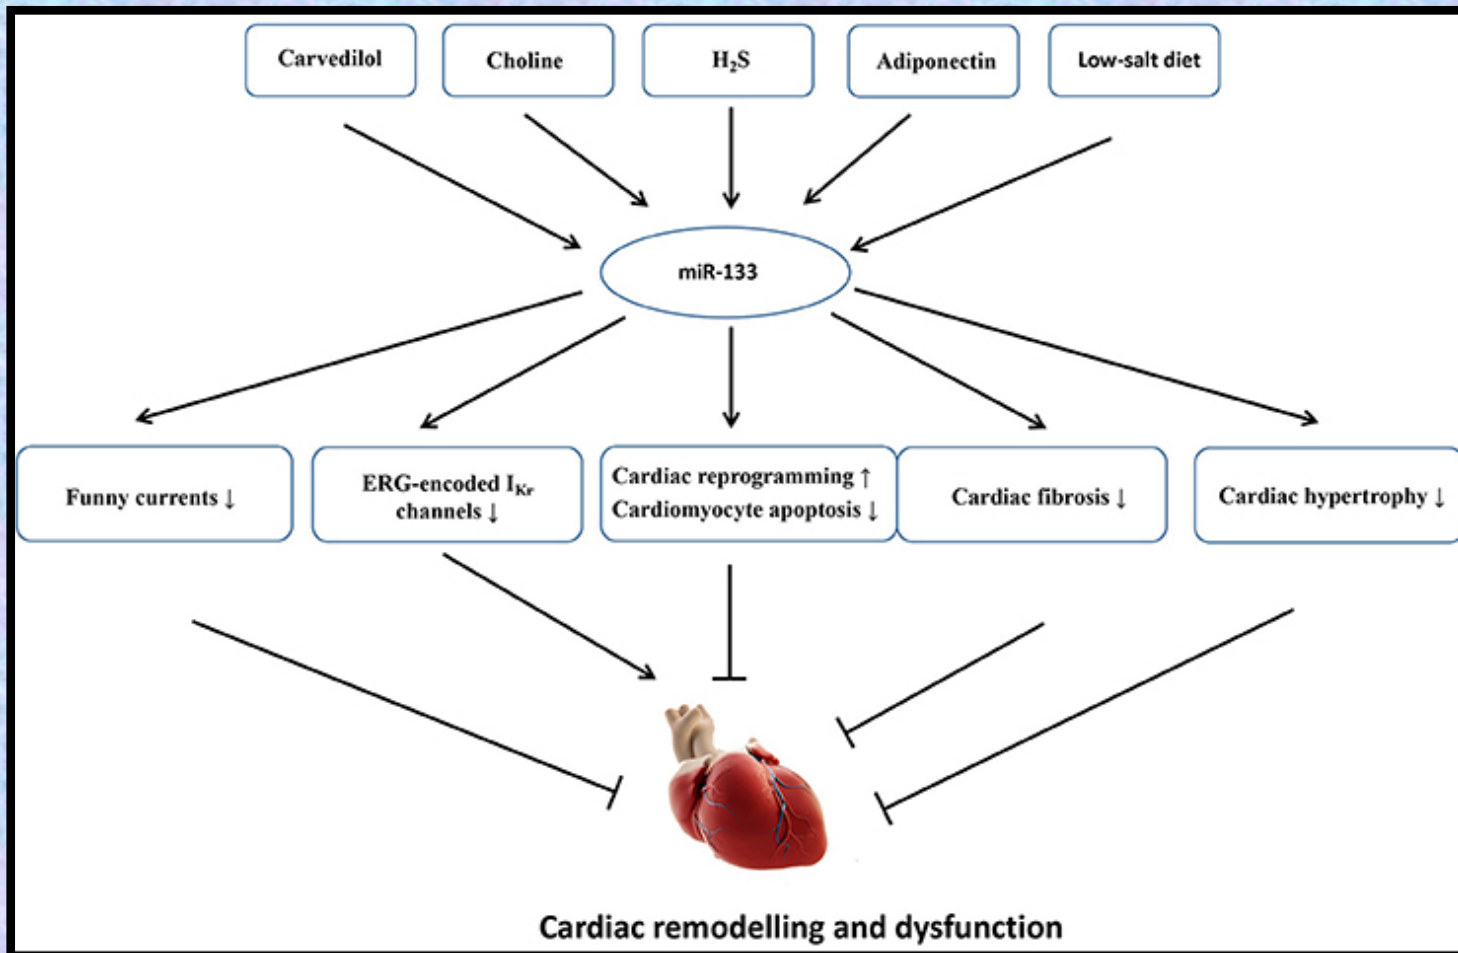 Carvedilol
Choline
H₂S
Adiponectin
Low-salt diet
miR-133
Funny currents ↓
ERG-encoded I_Kr
channels ↓
Cardiac reprogramming ↑
Cardiomyocyte apoptosis ↓
Cardiac fibrosis ↓
Cardiac hypertrophy ↓
Cardiac remodelling and dysfunction